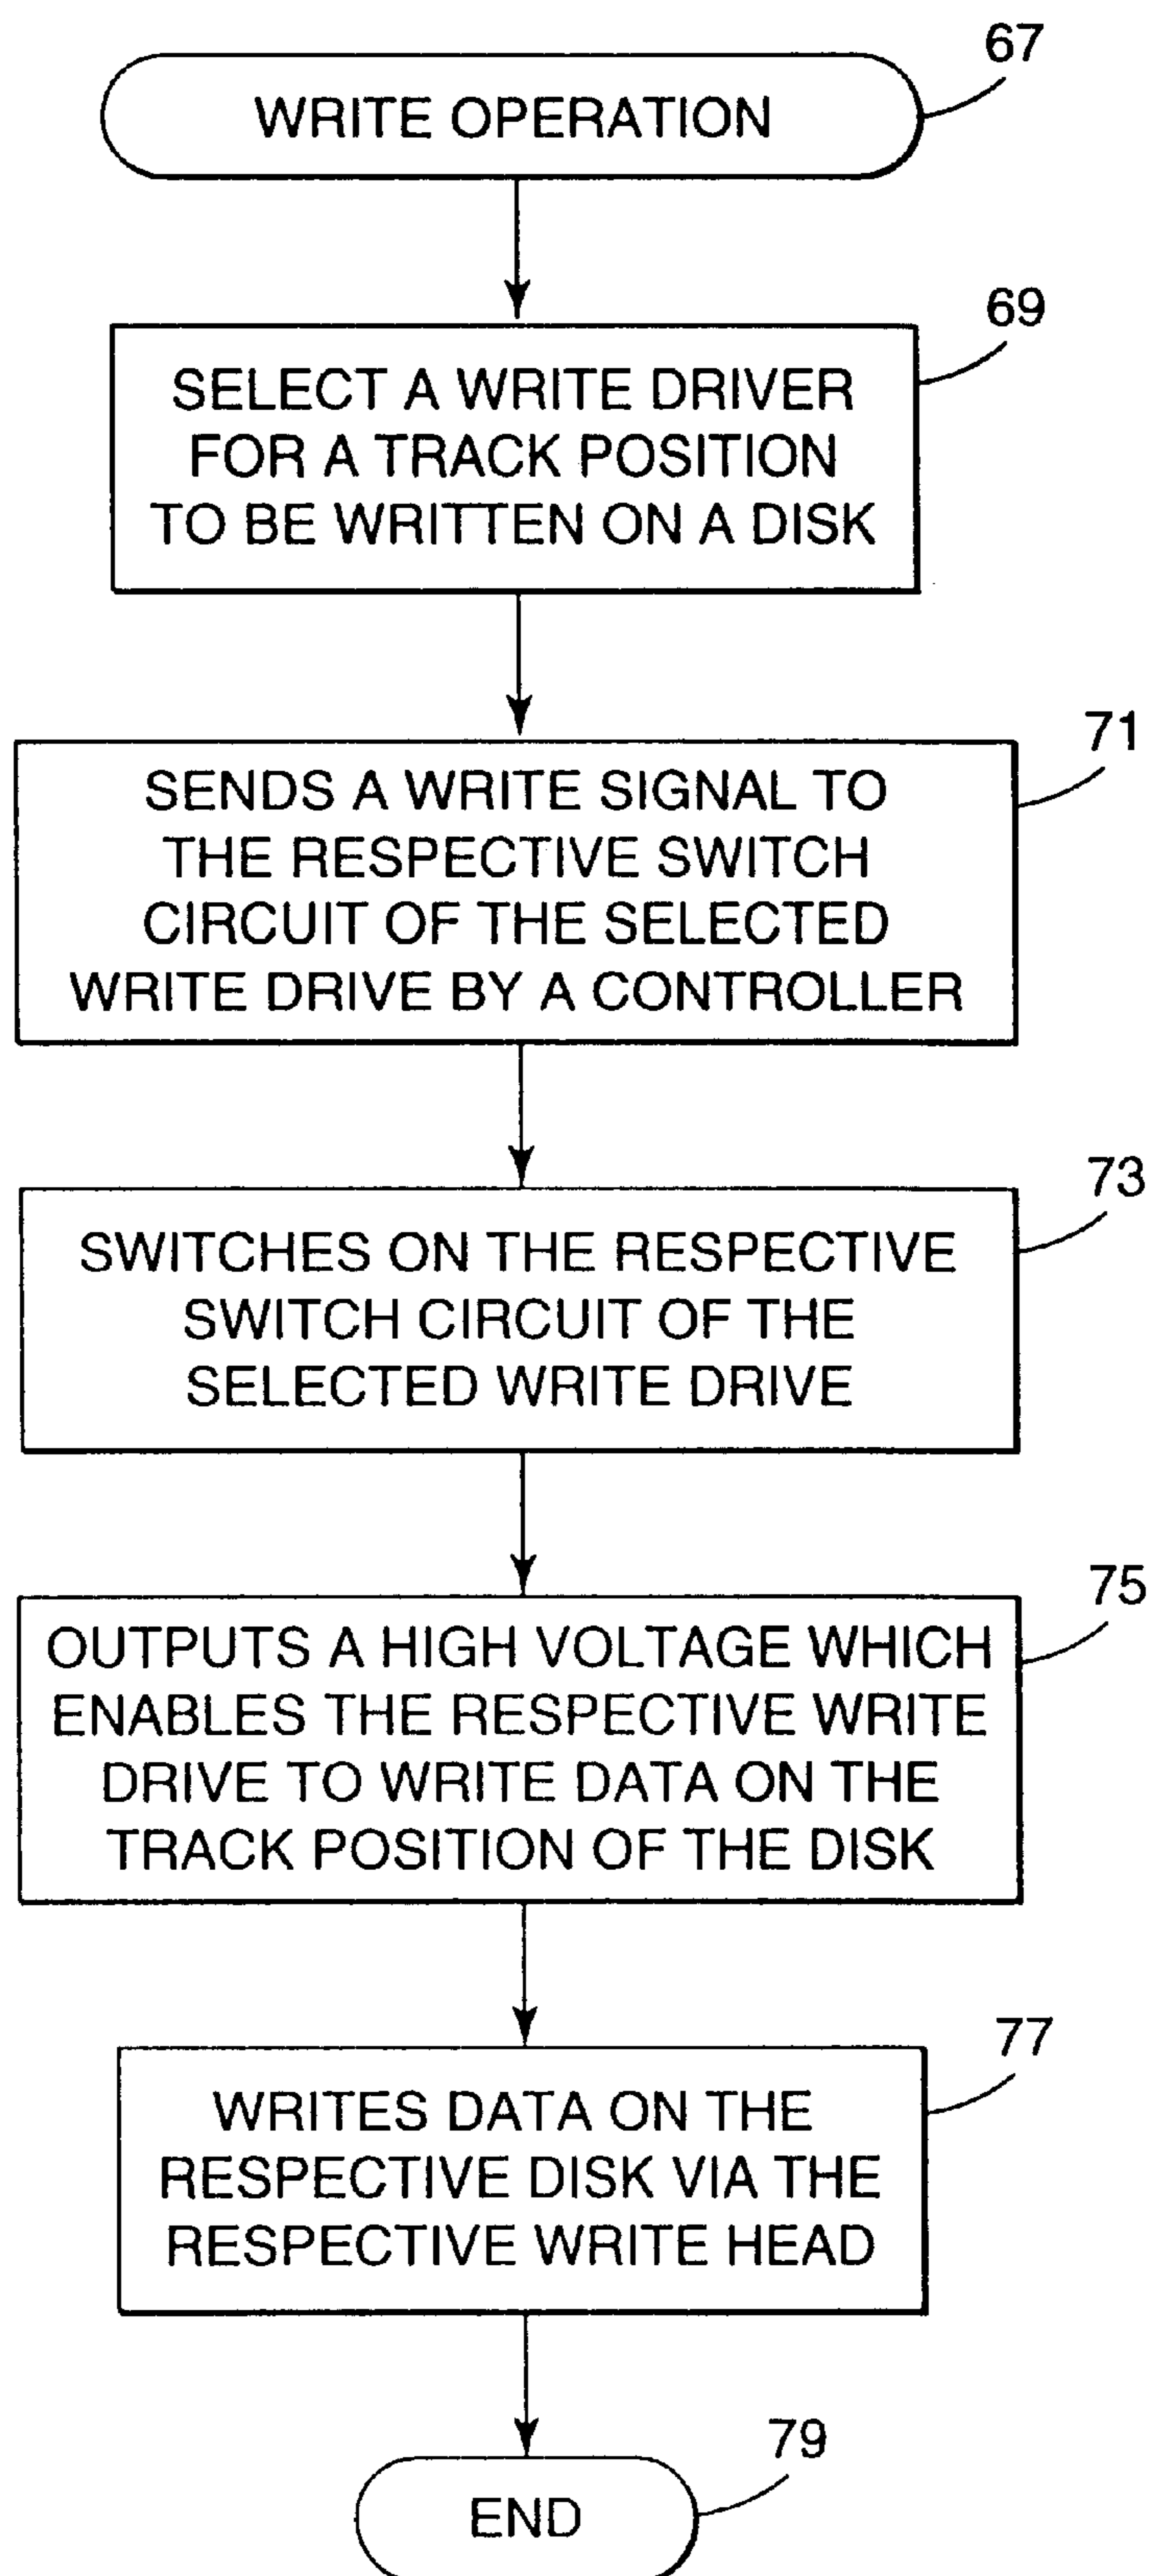 67
WRITE OPERATION
69
SELECT A WRITE DRIVER
FOR A TRACK POSITION
TO BE WRITTEN ON A DISK
71
SENDS A WRITE SIGNAL TO
THE RESPECTIVE SWITCH
CIRCUIT OF THE SELECTED
WRITE DRIVE BY A CONTROLLER
73
SWITCHES ON THE RESPECTIVE
SWITCH CIRCUIT OF THE
SELECTED WRITE DRIVE
75
OUTPUTS A HIGH VOLTAGE WHICH
ENABLES THE RESPECTIVE WRITE
DRIVE TO WRITE DATA ON THE
TRACK POSITION OF THE DISK
77
WRITES DATA ON THE
RESPECTIVE DISK VIA THE
RESPECTIVE WRITE HEAD
79
END